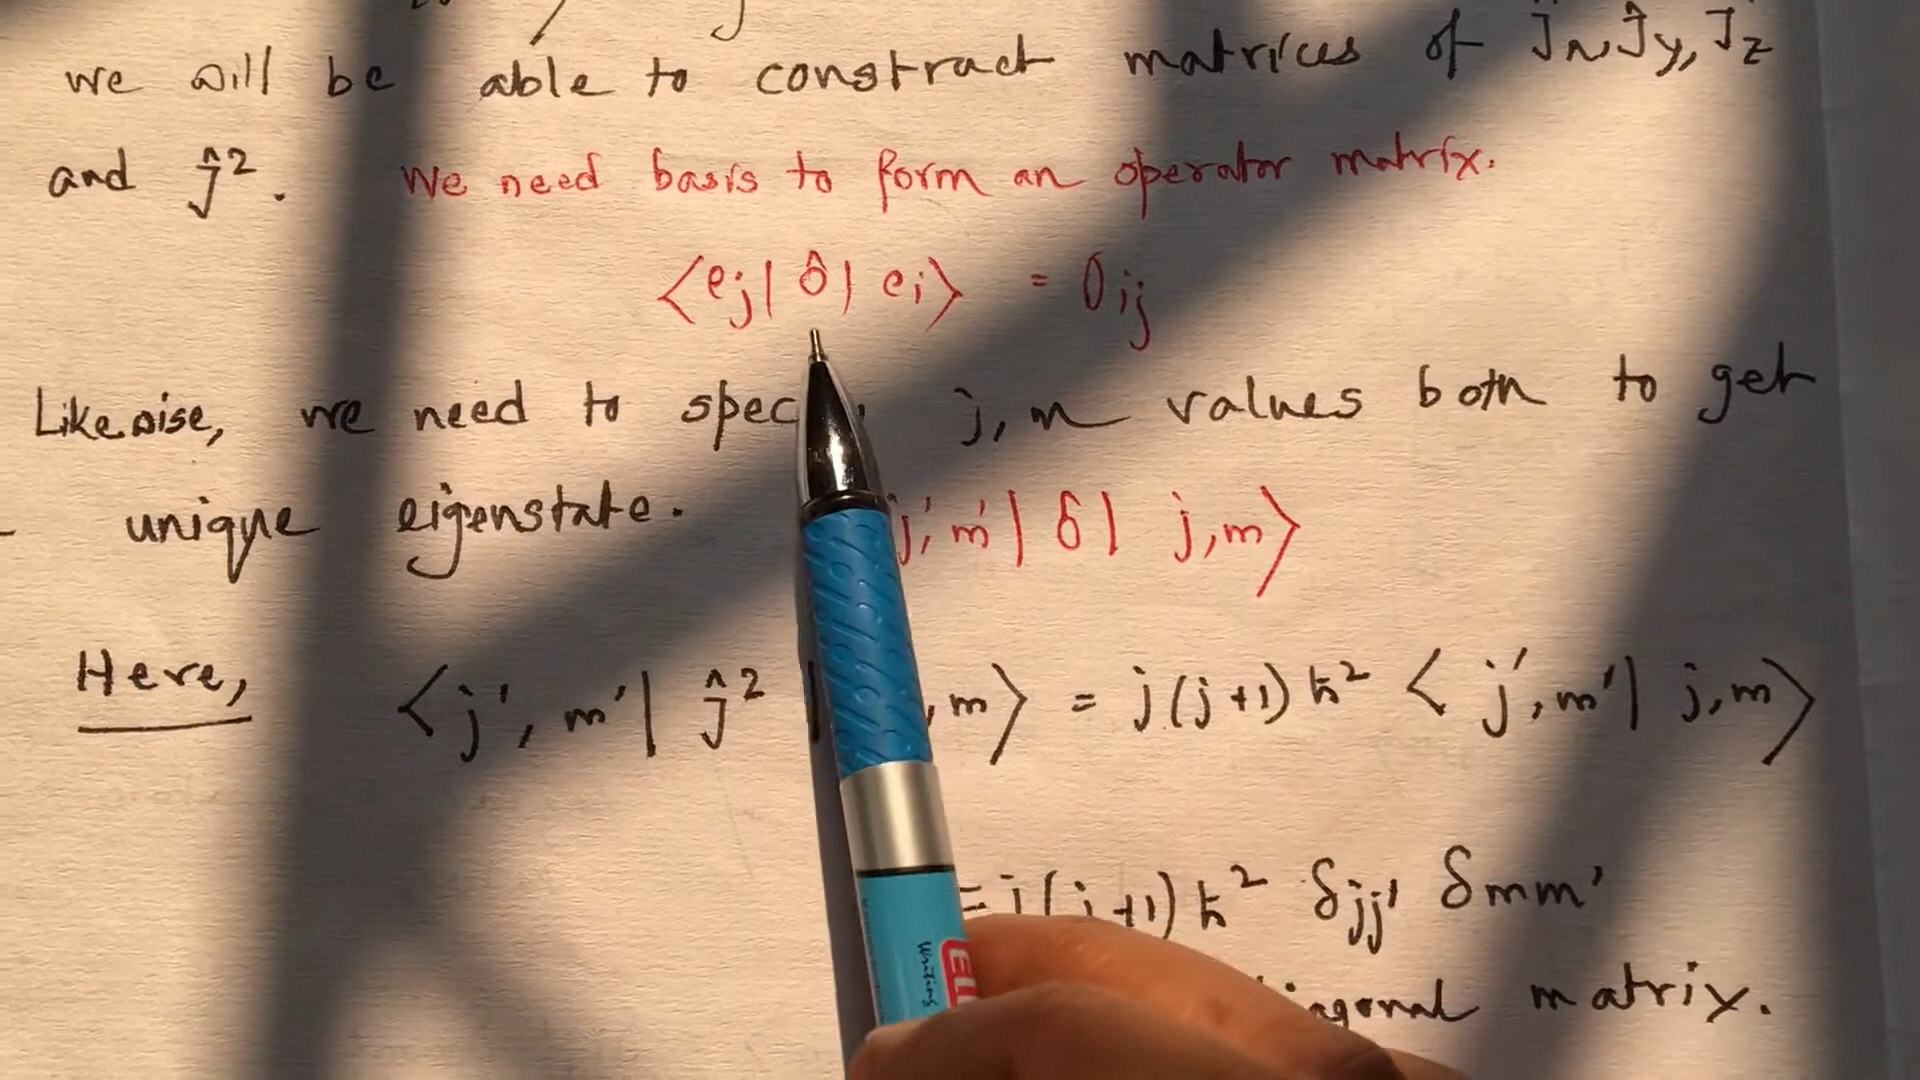 we will be able to construct matrices of Jx, Ĵy, Jz
and Ĵ². We need basis to form an operator matrix.
⟨ej| ô | ei⟩ = Oij
Likewise, we need to j, m values both to get
unique eigenstate. j', m' | ô | j, m⟩
Here, ⟨j', m'| Ĵ² | , m⟩ = j(j+1)ħ² ⟨j', m'| j, m⟩
= j(j+1)ħ² δjj' δmm'
matrix.